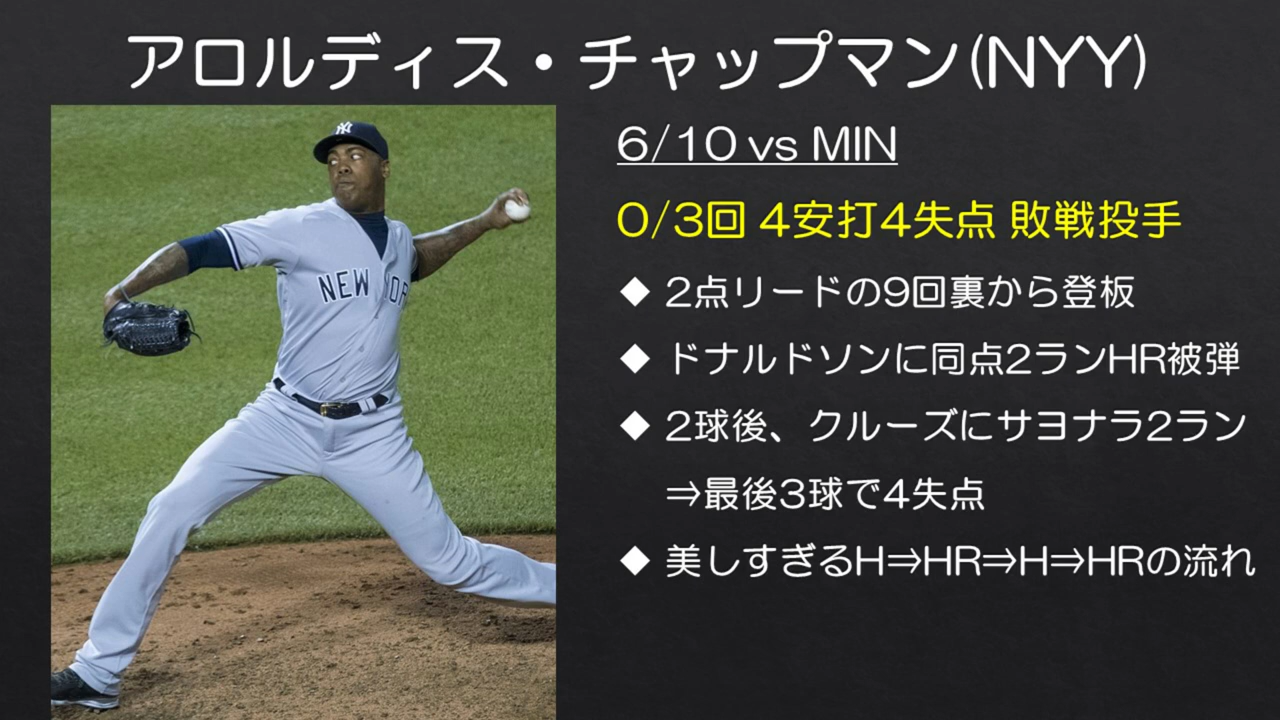 アロルディス・チャップマン(NYY)
6/10 vs MIN
0/3回 4安打4失点 敗戦投手
◆ 2点リードの9回裏から登板
◆ ドナルドソンに同点2ランHR被弾
◆ 2球後、クルーズにサヨナラ2ラン
⇒最後3球で4失点
◆ 美しすぎるH⇒HR⇒H⇒HRの流れ
NY
NEW YOR